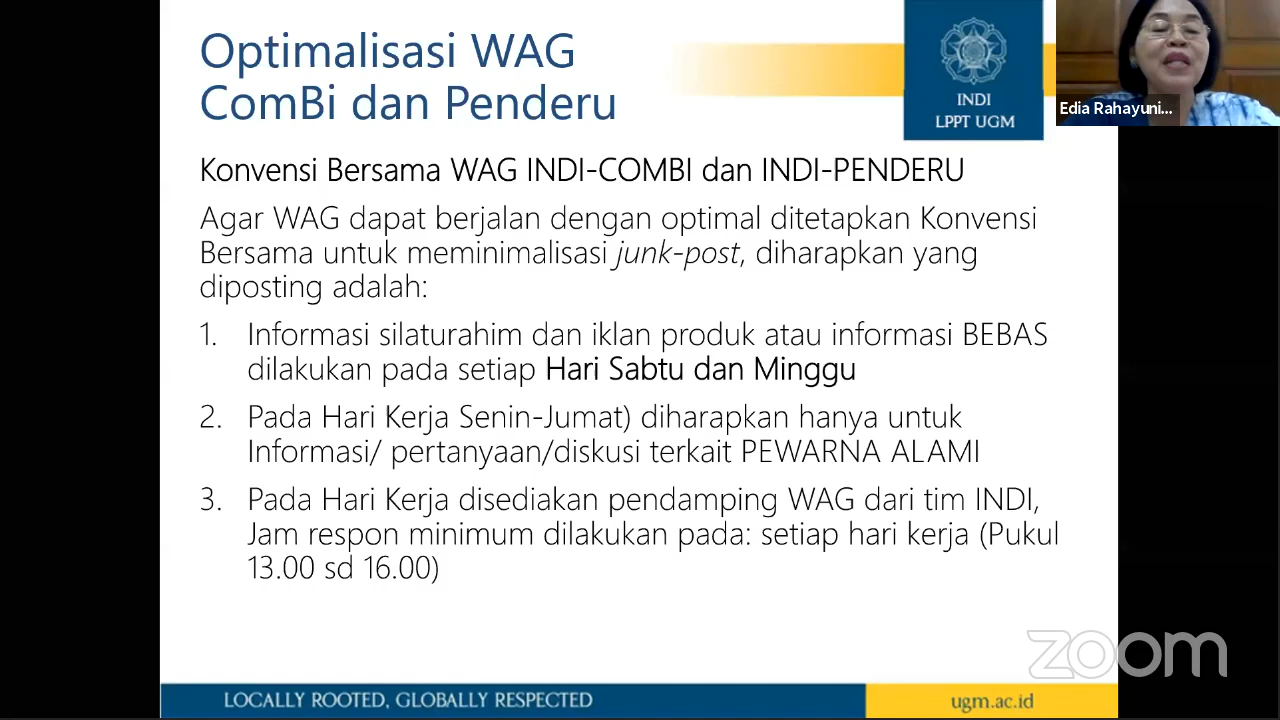 Optimalisasi WAG
ComBi dan Penderu
INDI
LPPT UGM
Edia Rahayuni...
Konvensi Bersama WAG INDI-COMBI dan INDI-PENDERU
Agar WAG dapat berjalan dengan optimal ditetapkan Konvensi
Bersama untuk meminimalisasi junk-post, diharapkan yang
diposting adalah:
1. Informasi silaturahim dan iklan produk atau informasi BEBAS
dilakukan pada setiap Hari Sabtu dan Minggu
2. Pada Hari Kerja Senin-Jumat) diharapkan hanya untuk
Informasi/ pertanyaan/diskusi terkait PEWARNA ALAMI
3. Pada Hari Kerja disediakan pendamping WAG dari tim INDI,
Jam respon minimum dilakukan pada: setiap hari kerja (Pukul
13.00 sd 16.00)
zoom
LOCALLY ROOTED, GLOBALLY RESPECTED
ugm.ac.id